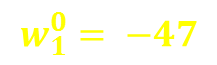 w₁⁰ = −47